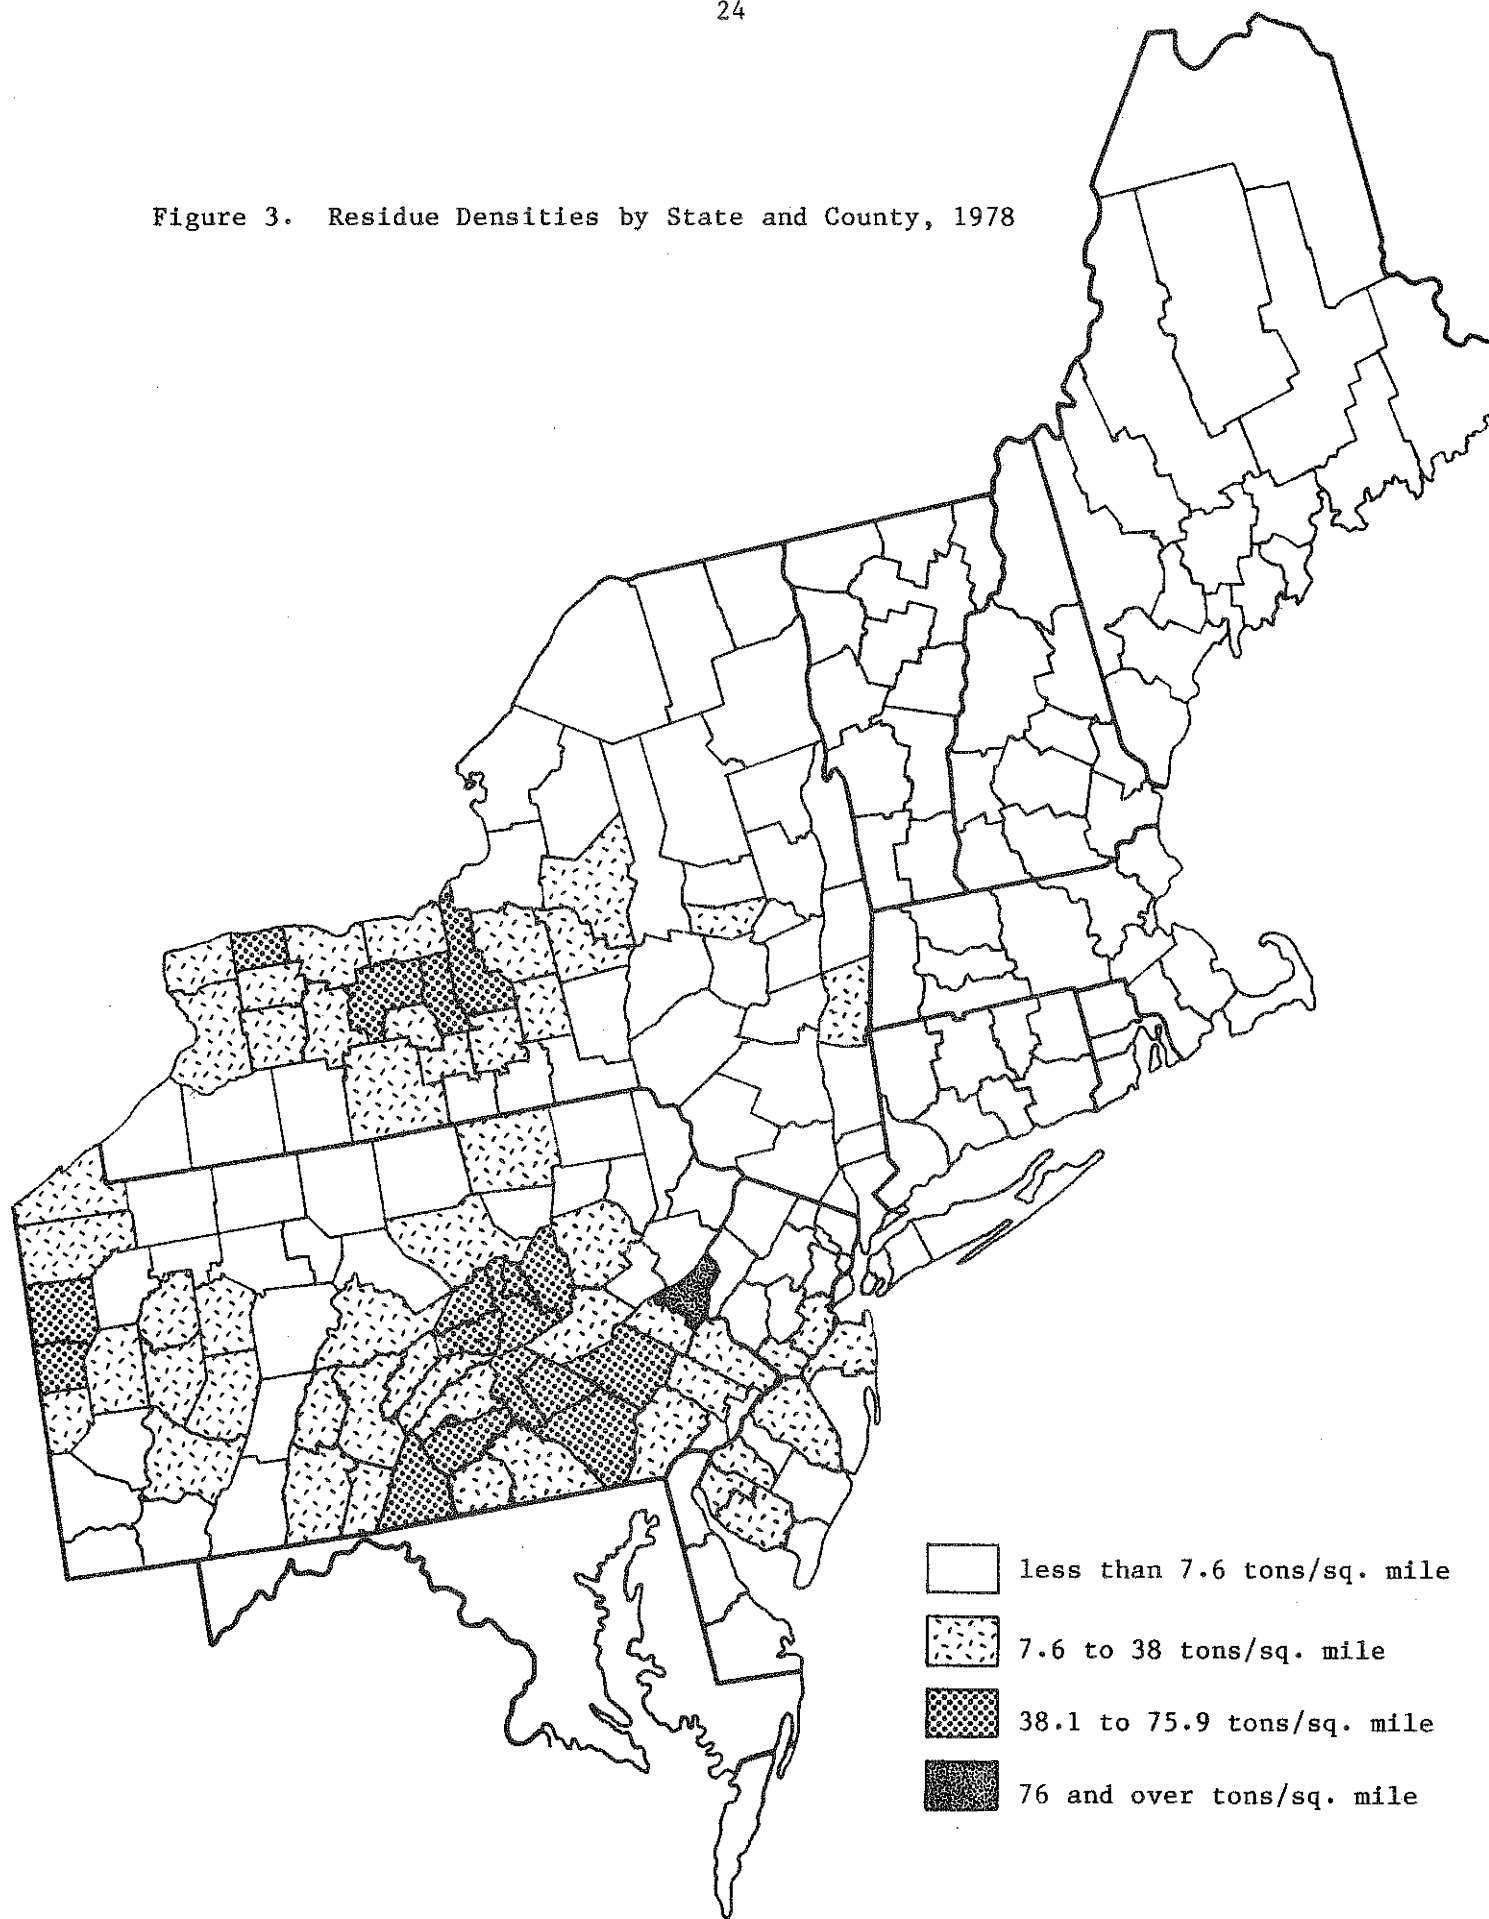 24
Figure 3. Residue Densities by State and County, 1978
less than 7.6 tons/sq. mile
7.6 to 38 tons/sq. mile
38.1 to 75.9 tons/sq. mile
76 and over tons/sq. mile